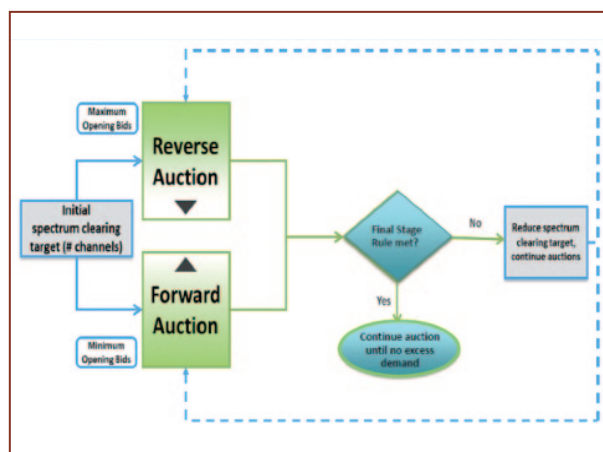 Maximum
Opening Bids
Reverse
Auction
Initial
spectrum clearing
target (# channels)
Forward
Auction
Minimum
Opening Bids
Final Stage
Rule met?
No
Yes
Reduce spectrum
clearing target,
continue auctions
Continue auction
until no excess
demand